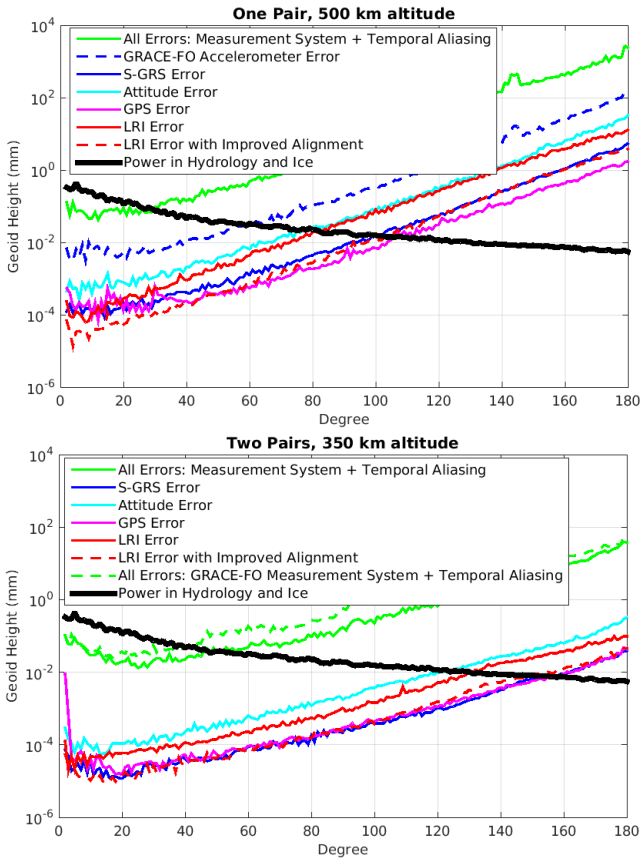 One Pair, 500 km altitude
10^4
10^2
10^0
10^-2
10^-4
10^-6
Geoid Height (mm)
All Errors: Measurement System + Temporal Aliasing
GRACE-FO Accelerometer Error
S-GRS Error
Attitude Error
GPS Error
LRI Error
LRI Error with Improved Alignment
Power in Hydrology and Ice
0 20 40 60 80 100 120 140 160 180
Degree
Two Pairs, 350 km altitude
10^4
10^2
10^0
10^-2
10^-4
10^-6
Geoid Height (mm)
All Errors: Measurement System + Temporal Aliasing
S-GRS Error
Attitude Error
GPS Error
LRI Error
LRI Error with Improved Alignment
All Errors: GRACE-FO Measurement System + Temporal Aliasing
Power in Hydrology and Ice
0 20 40 60 80 100 120 140 160 180
Degree